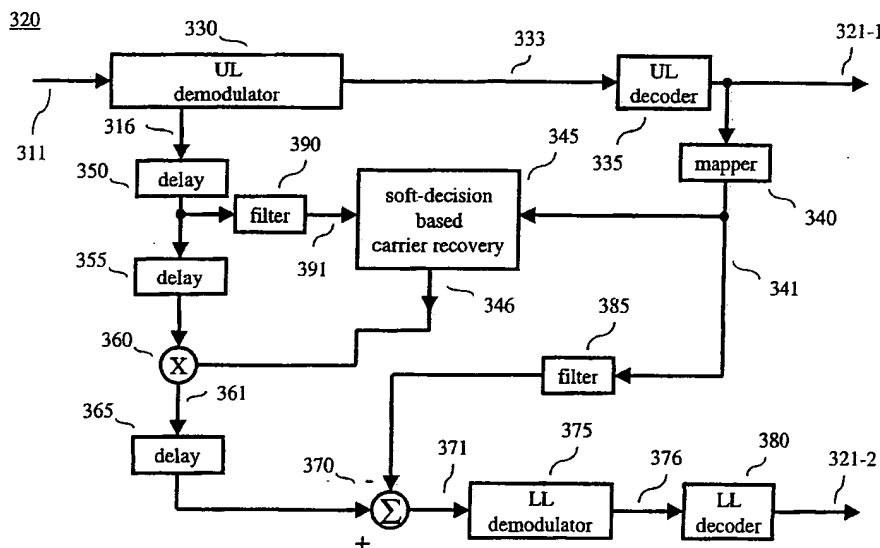 320
330
333
321-1
UL
demodulator
UL
decoder
311
316
335
345
mapper
340
350
390
delay
filter
soft-decision
based
carrier recovery
391
355
delay
346
341
360
X
385
filter
361
365
delay
370
-
371
375
376
380
321-2
Σ
+
LL
demodulator
LL
decoder